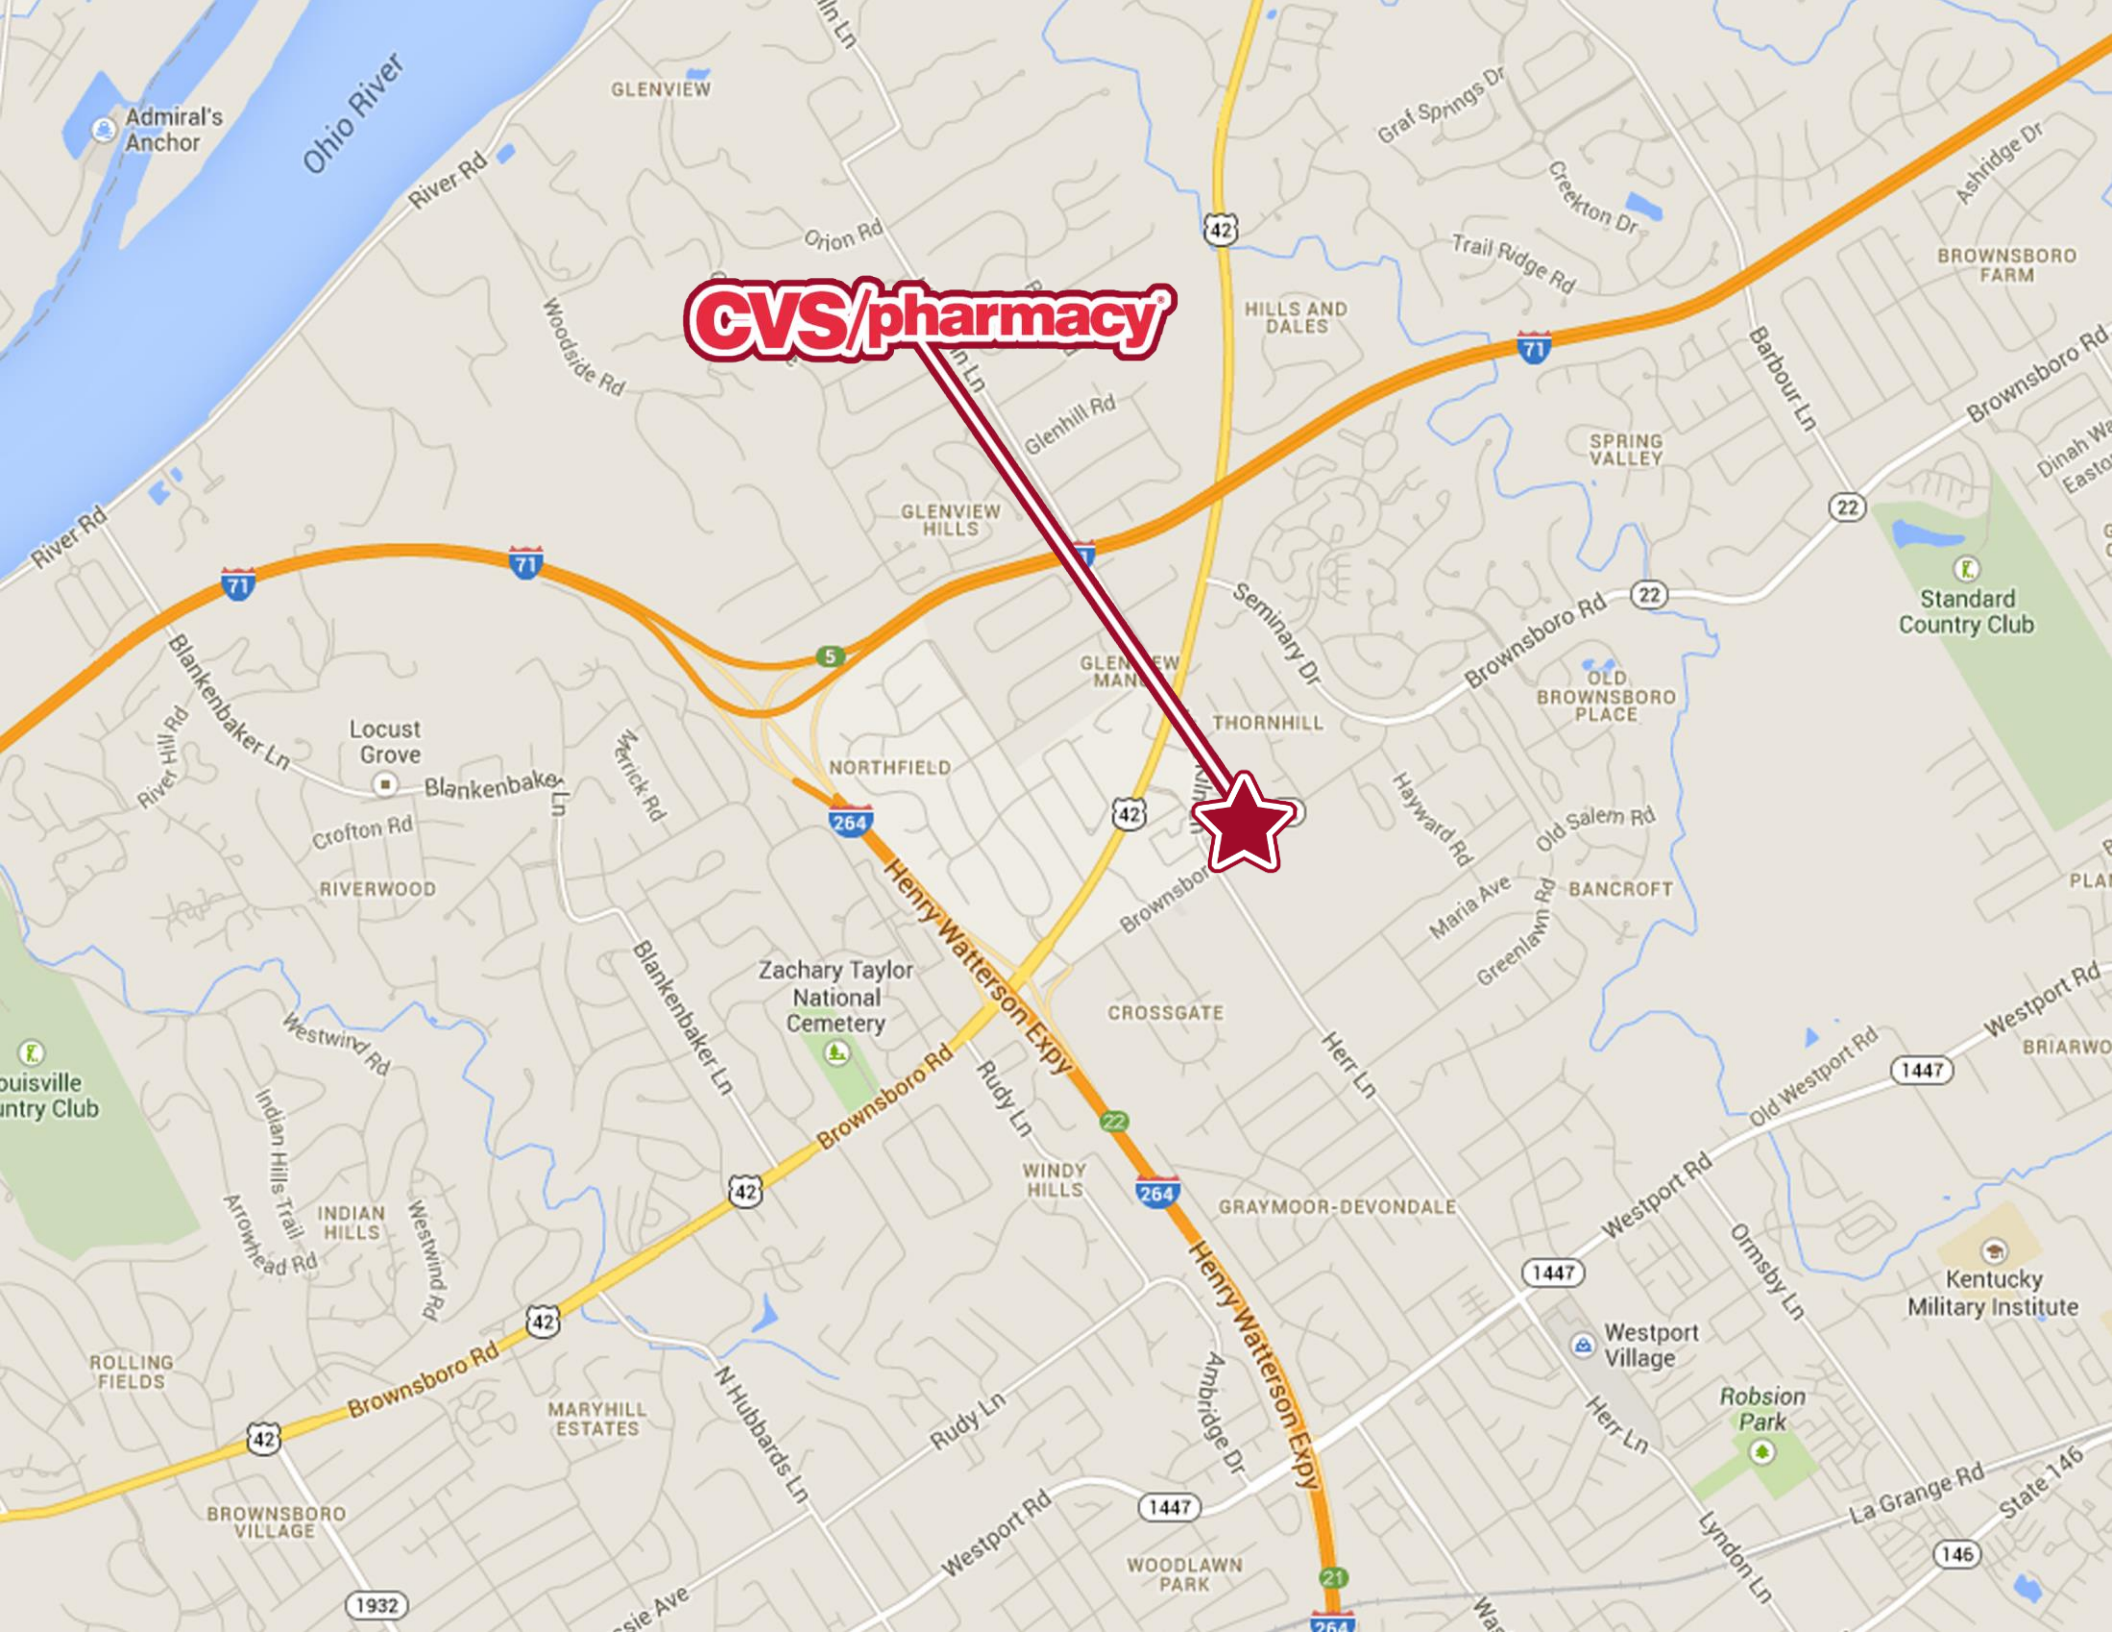 GLENVIEW
Admiral's
Anchor
Ohio River
River Rd
Graf Springs Dr
Ashridge Dr
Creekton Dr
42
Orion Rd
Trail Ridge Rd
BROWNSBORO
FARM
CVS/pharmacy®
HILLS AND
DALES
Woodside Rd
71
Barbour Ln
Brownsboro Rd
Glenhill Rd
SPRING
VALLEY
22
GLENVIEW
HILLS
River Rd
71
71
Standard
Country Club
Seminary Dr
Brownsboro Rd
22
5
Blankenbaker Ln
River Hill Rd
OLD
BROWNSBORO
PLACE
THORNHILL
Locust
Grove
Merrick Rd
NORTHFIELD
Blankenbaker Ln
Crofton Rd
264
42
Hayward Rd
Old Salem Rd
RIVERWOOD
Henry Watterson Expy
Maria Ave
Greenlawn Rd
BANCROFT
Zachary Taylor
National
Cemetery
Blankenbaker Ln
CROSSGATE
Westport Rd
Westwind Rd
Herr Ln
Old Westport Rd
1447
Brownsboro Rd
Rudy Ln
22
Indian Hills Trail
Arrowhead Rd
INDIAN
HILLS
Westwind Rd
42
WINDY
HILLS
264
GRAYMOOR-DEVONDALE
Westport Rd
Ormsby Ln
1447
Kentucky
Military Institute
Henry Watterson Expy
42
Westport
Village
ROLLING
FIELDS
Brownsboro Rd
N Hubbards Ln
Ambridge Dr
Rudy Ln
Herr Ln
Robsion
Park
MARYHILL
ESTATES
42
La Grange Rd
State 146
BROWNSBORO
VILLAGE
Westport Rd
1447
Lyndon Ln
146
WOODLAWN
PARK
21
1932
264